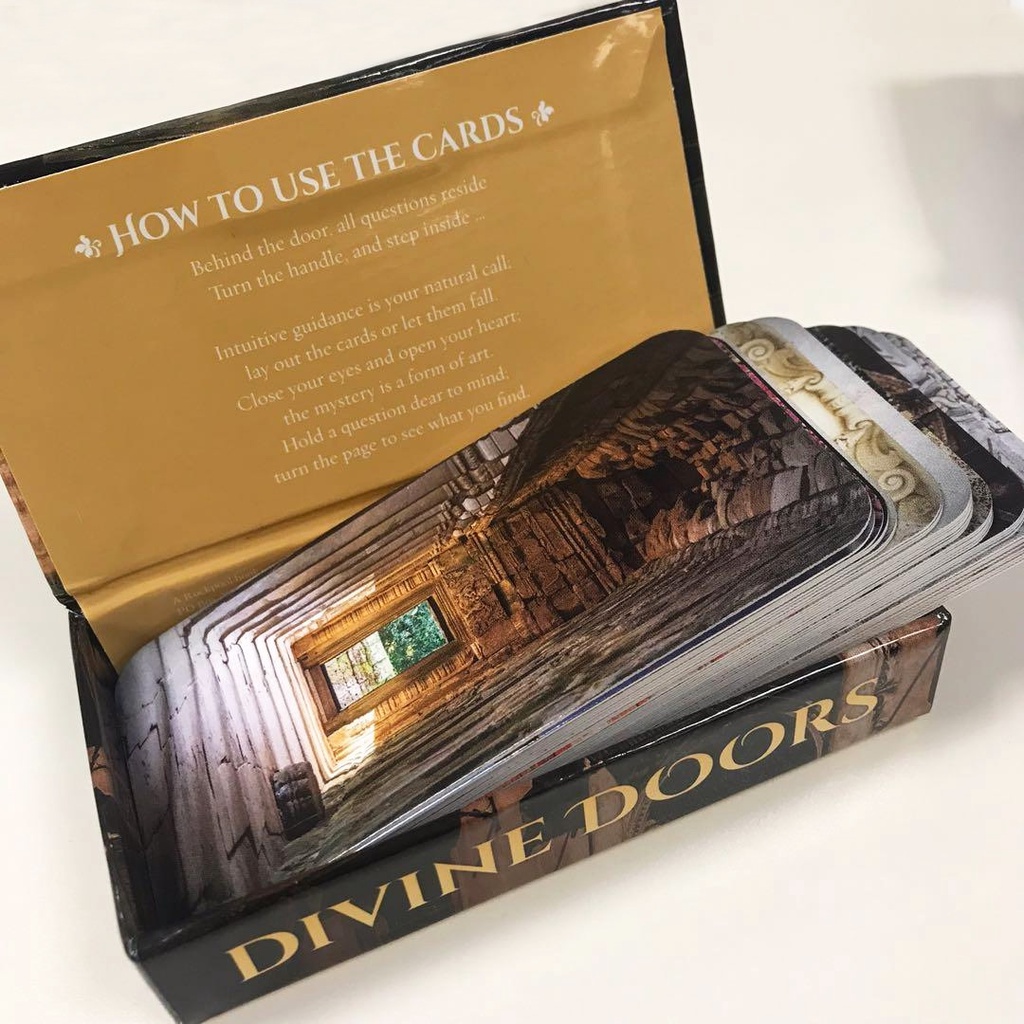 HOW TO USE THE CARDS
Behind the door, all questions reside
Turn the handle, and step inside ...
Intuitive guidance is your natural call;
lay out the cards or let them fall.
Close your eyes and open your heart;
the mystery is a form of art.
Hold a question dear to mind;
turn the page to see what you find.
A Rockpool
DIVINE DOORS